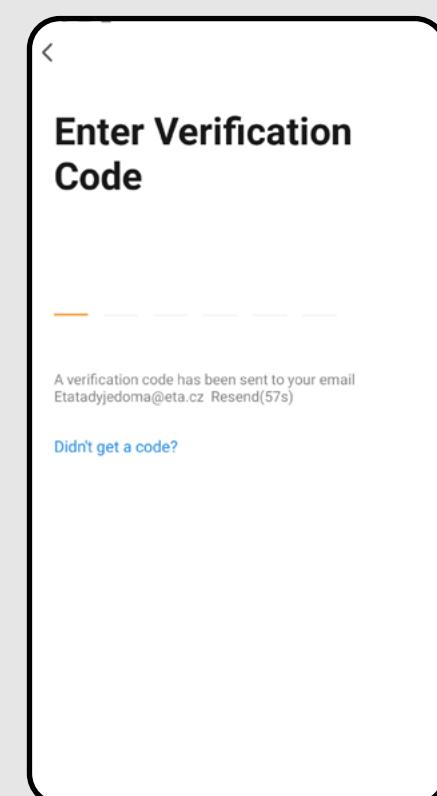 Enter Verification
Code
A verification code has been sent to your email
Etatadyjedoma@eta.cz Resend(57s)
Didn't get a code?